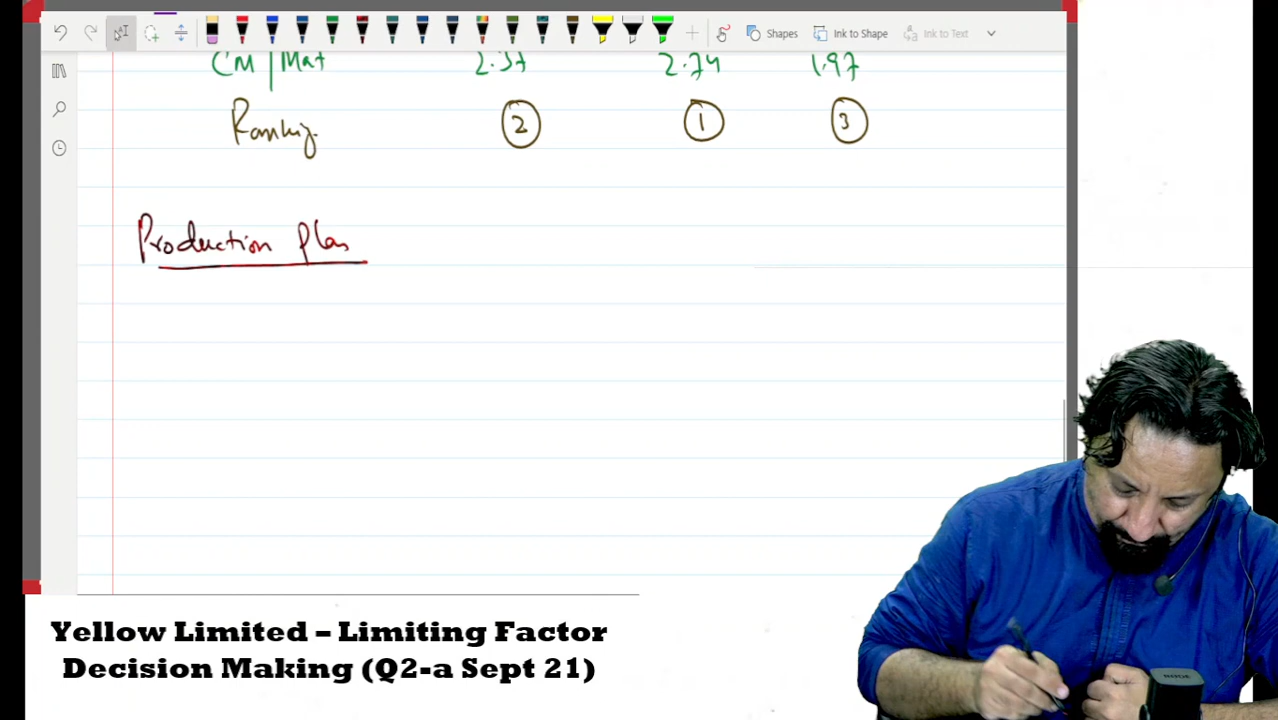 Shapes Ink to Shape Ink to Text
CM | Mat 2.37 2.74 1.97
Ranking 2 1 3
Production Plan
Yellow Limited – Limiting Factor
Decision Making (Q2-a Sept 21)
NUDE